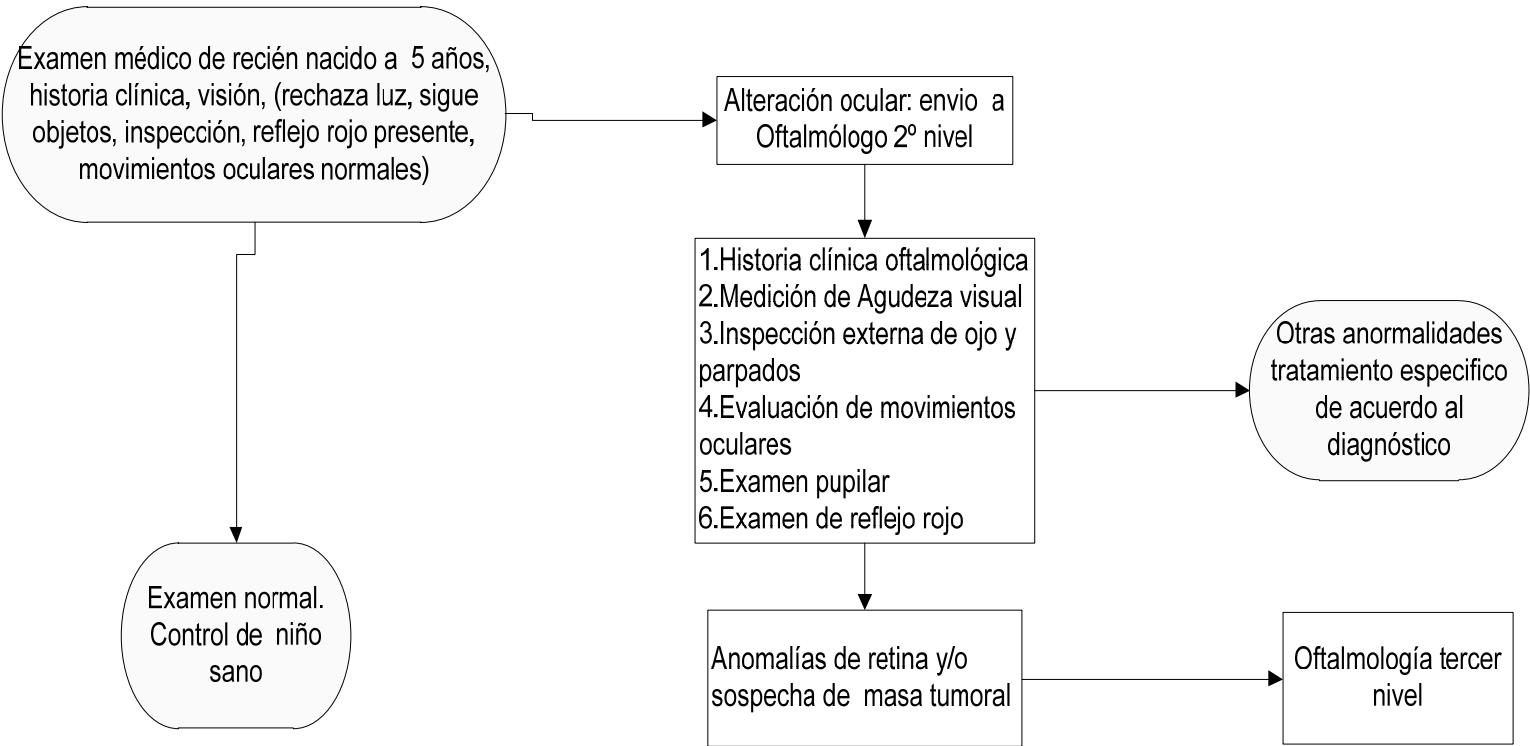 Examen médico de recién nacido a 5 años,
historia clínica, visión, (rechaza luz, sigue
objetos, inspección, reflejo rojo presente,
movimientos oculares normales)
Alteración ocular: envio a
Oftalmólogo 2º nivel
1.Historia clínica oftalmológica
2.Medición de Agudeza visual
3.Inspección externa de ojo y
parpados
4.Evaluación de movimientos
oculares
5.Examen pupilar
6.Examen de reflejo rojo
Otras anormalidades
tratamiento especifico
de acuerdo al
diagnóstico
Examen normal.
Control de niño
sano
Anomalías de retina y/o
sospecha de masa tumoral
Oftalmología tercer
nivel